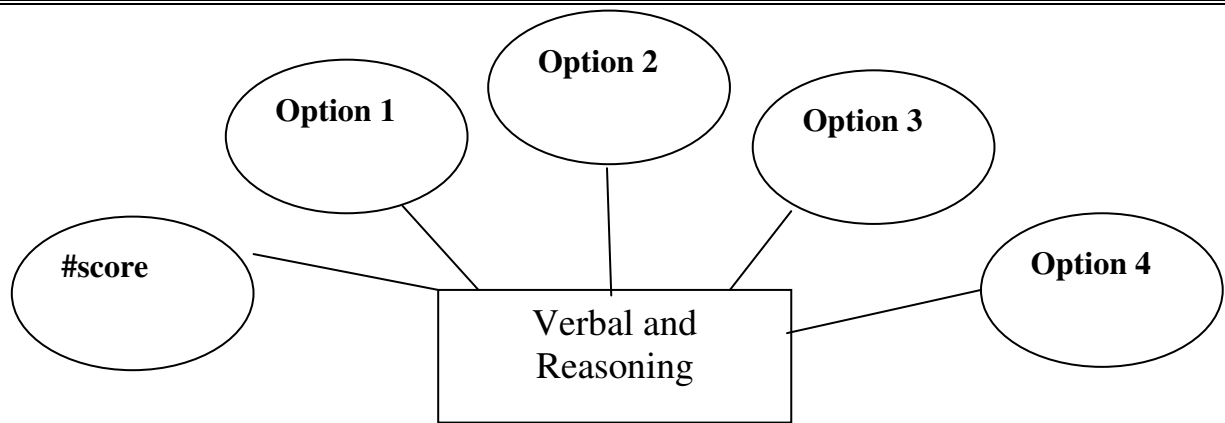 Option 2
Option 1
Option 3
#score
Option 4
Verbal and
Reasoning